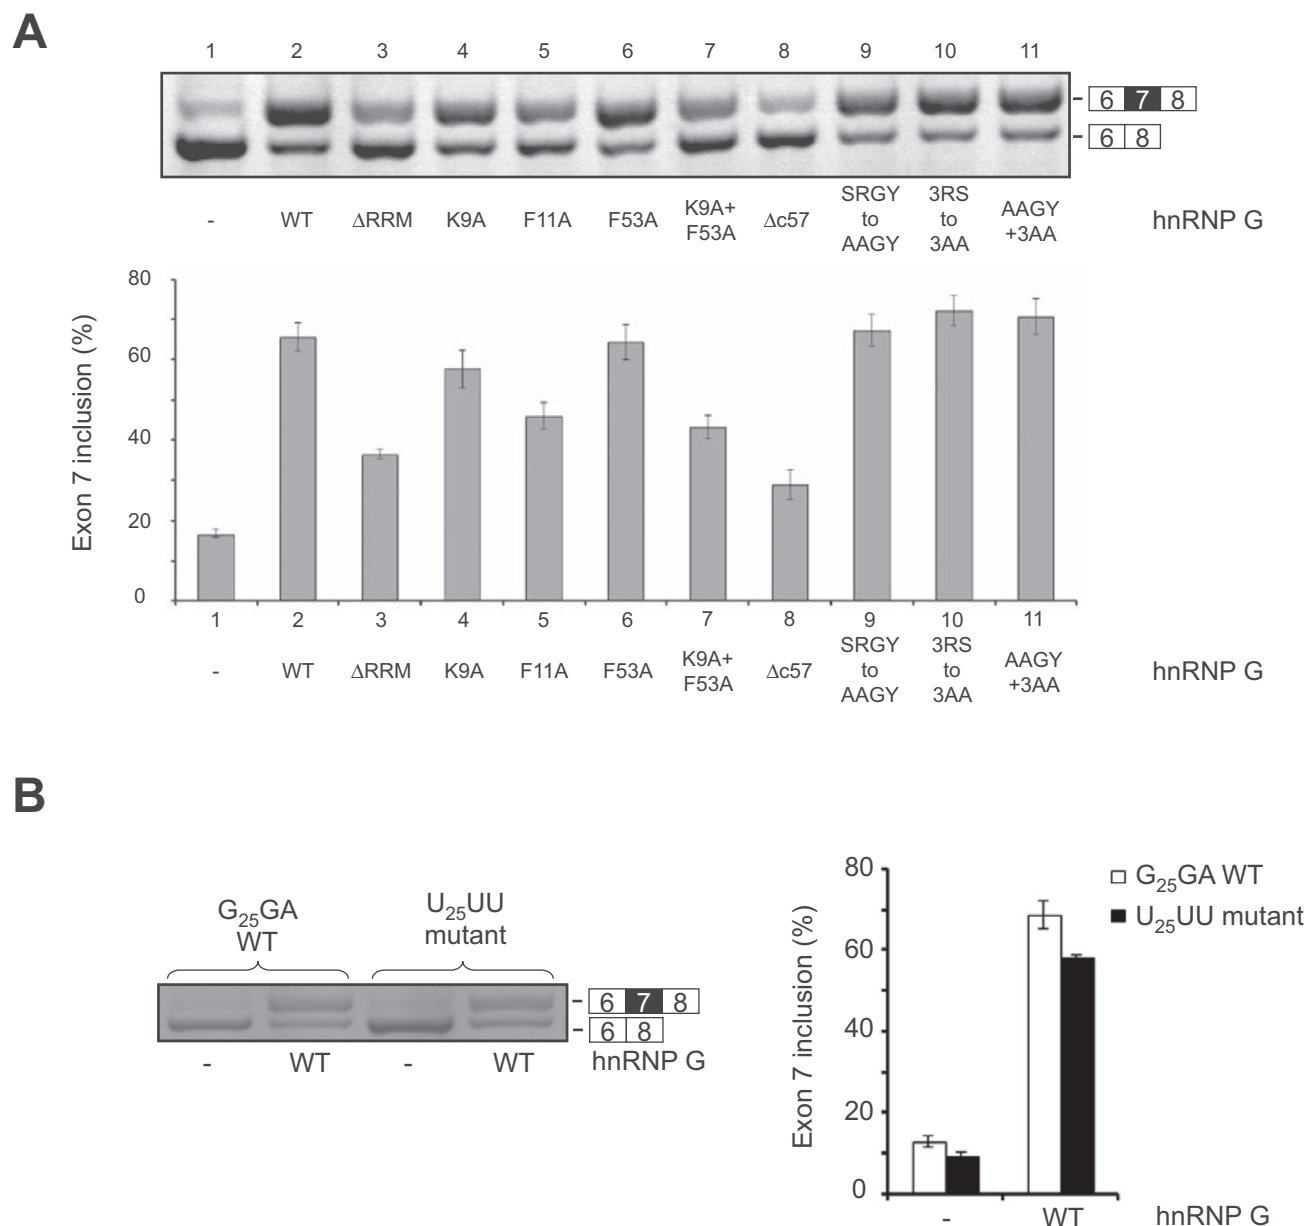 A
1 2 3 4 5 6 7 8 9 10 11
6 7 8
6 8
- WT ΔRRM K9A F11A F53A K9A+ F53A Δc57 SRGY to AAGY 3RS to 3AA AAGY +3AA hnRNP G
Exon 7 inclusion (%)
80
60
40
20
0
1 2 3 4 5 6 7 8 9 10 11
- WT ΔRRM K9A F11A F53A K9A+ F53A Δc57 SRGY to AAGY 3RS to 3AA AAGY +3AA hnRNP G
B
G25GA
WT
U25UU
mutant
6 7 8
6 8
- WT - WT hnRNP G
Exon 7 inclusion (%)
80
60
40
20
0
G25GA WT
U25UU mutant
- WT hnRNP G